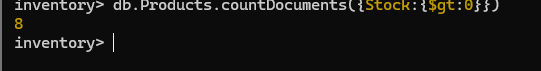 inventory> db.Products.countDocuments({Stock:{$gt:0}})
8
inventory>